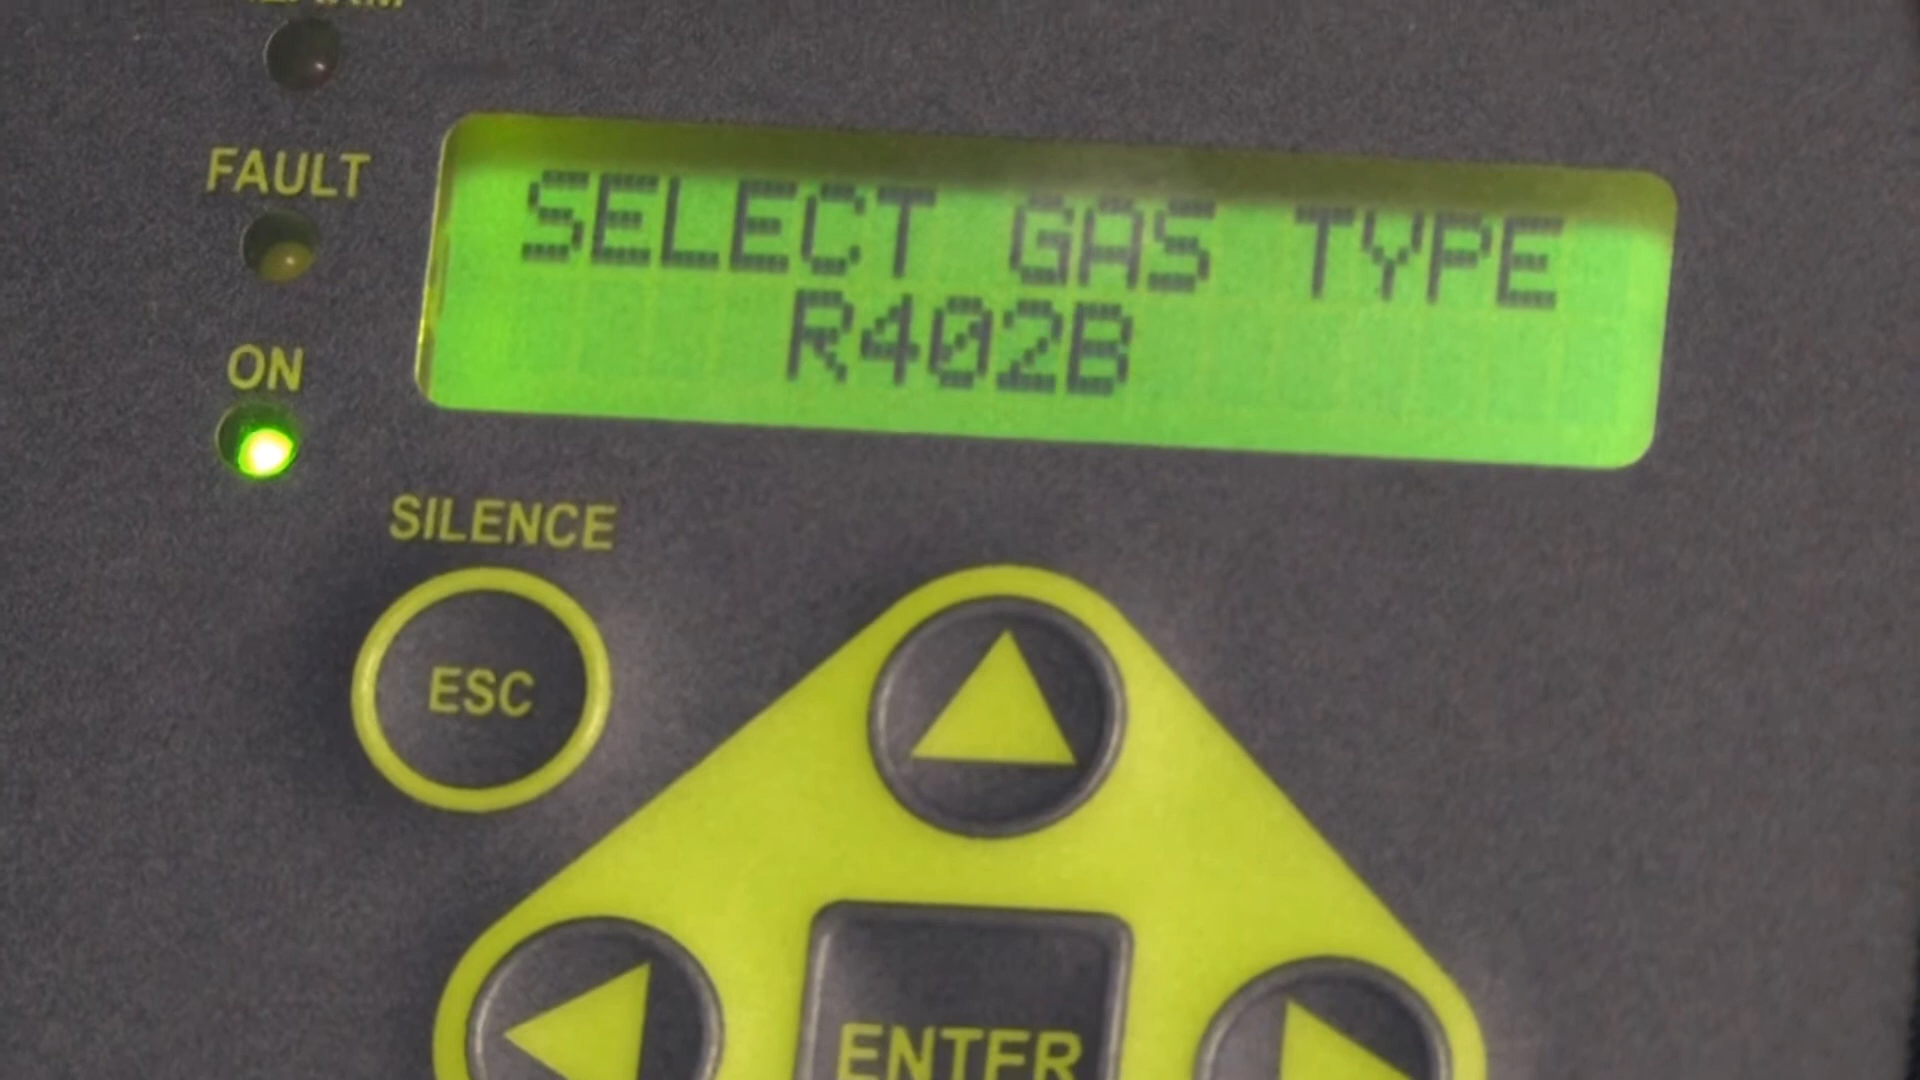 FAULT
SELECT GAS TYPE
R402B
ON
SILENCE
ESC
ENTER